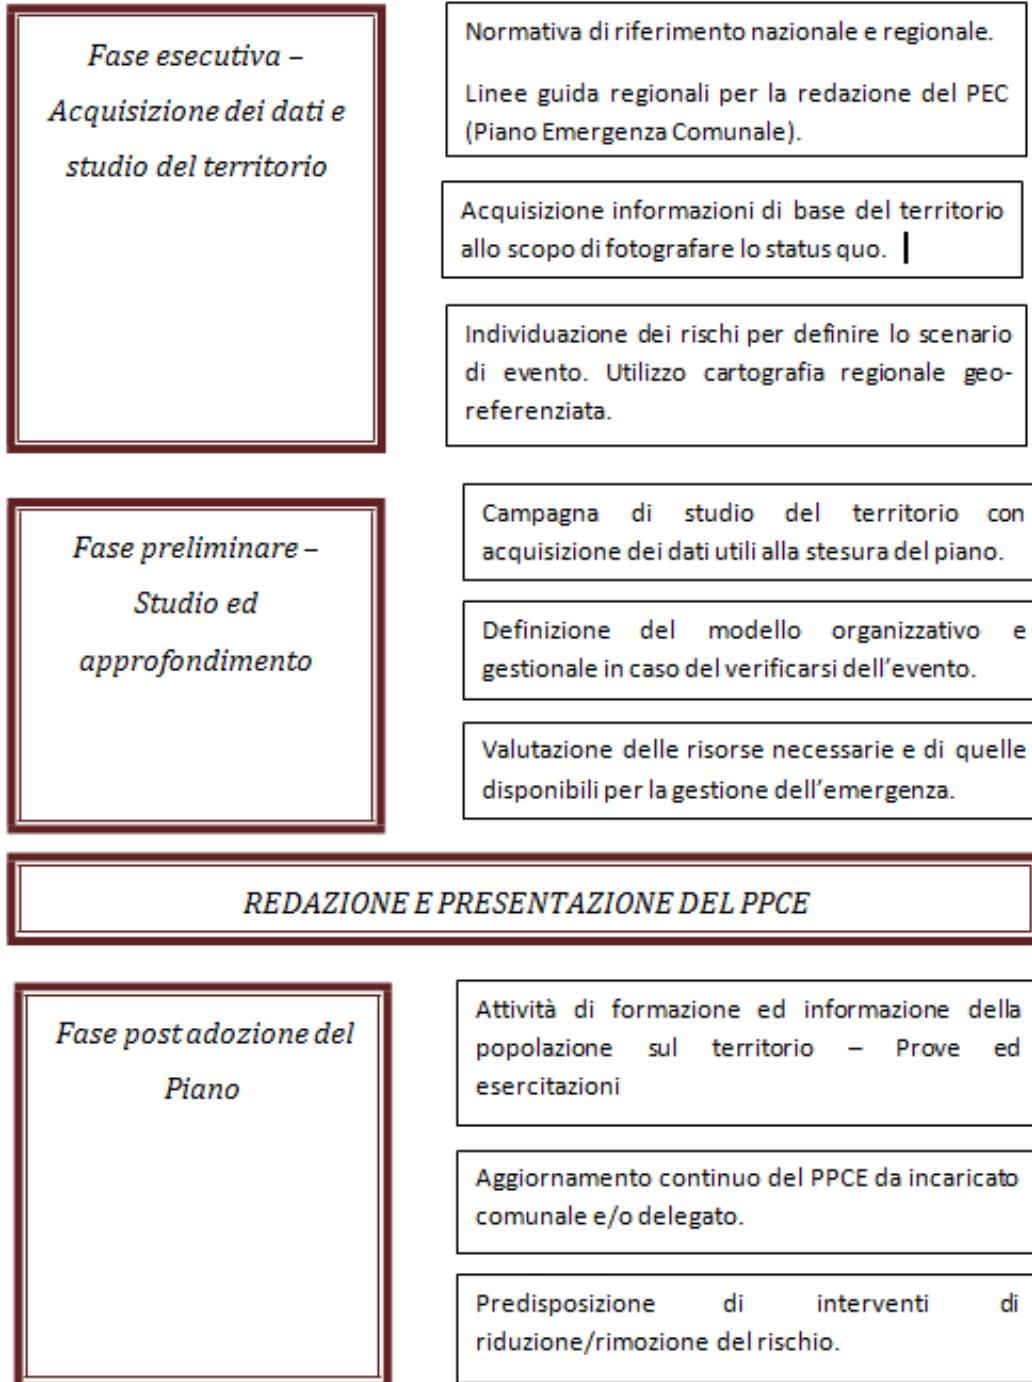 Fase esecutiva –
Acquisizione dei dati e
studio del territorio
Normativa di riferimento nazionale e regionale.
Linee guida regionali per la redazione del PEC
(Piano Emergenza Comunale).
Acquisizione informazioni di base del territorio
allo scopo di fotografare lo status quo.
Individuazione dei rischi per definire lo scenario
di evento. Utilizzo cartografia regionale geo-
referenziata.
Fase preliminare –
Studio ed
approfondimento
Campagna di studio del territorio con
acquisizione dei dati utili alla stesura del piano.
Definizione del modello organizzativo e
gestionale in caso del verificarsi dell’evento.
Valutazione delle risorse necessarie e di quelle
disponibili per la gestione dell’emergenza.
REDAZIONE E PRESENTAZIONE DEL PPCE
Fase post adozione del
Piano
Attività di formazione ed informazione della
popolazione sul territorio – Prove ed
esercitazioni
Aggiornamento continuo del PPCE da incaricato
comunale e/o delegato.
Predisposizione di interventi di
riduzione/rimozione del rischio.